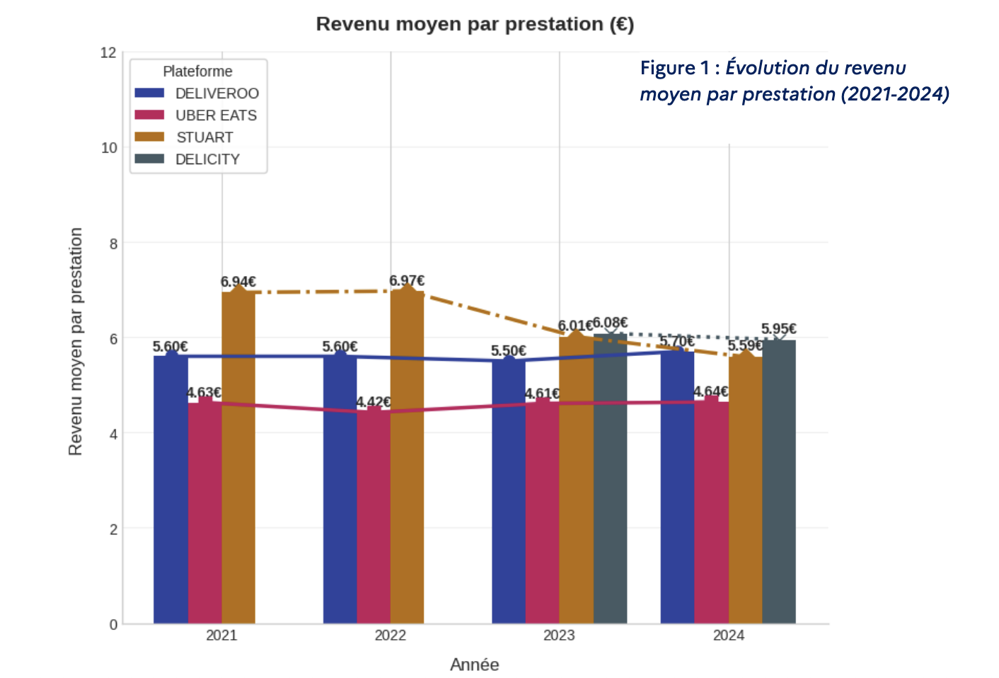 Revenu moyen par prestation (€)
Figure 1 : Évolution du revenu
moyen par prestation (2021-2024)
Plateforme
DELIVEROO
UBER EATS
STUART
DELICITY
Revenu moyen par prestation
12
10
8
6
4
2
0
5.60€
4.63€
6.94€
5.60€
4.42€
6.97€
5.50€
4.61€
6.01€
6.08€
5.70€
4.64€
5.59€
5.95€
2021
2022
2023
2024
Année